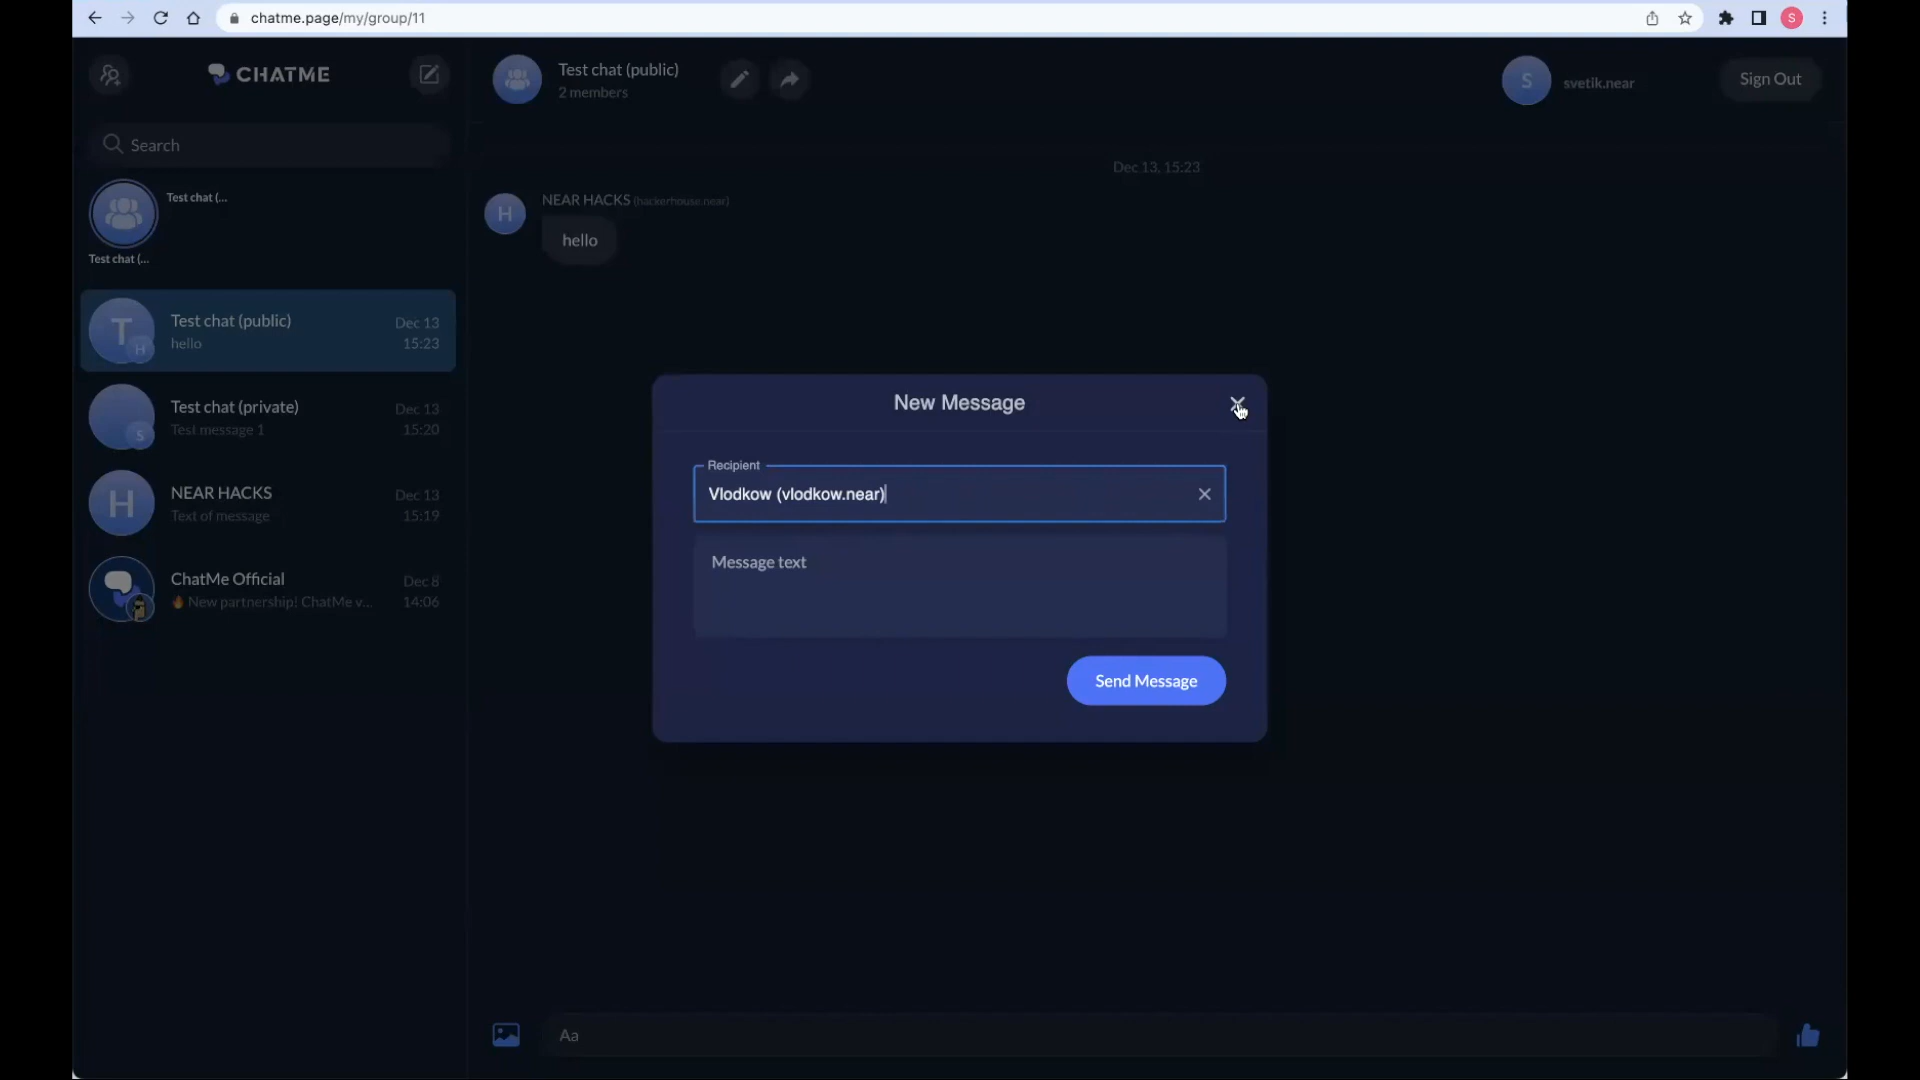 chatme.page/my/group/11
S
CHATME
Search
Test chat (...
Test chat (...
T
H
Test chat (public)
Dec 13
hello
15:23
S
Test chat (private)
Dec 13
Test message 1
15:20
H
NEAR HACKS
Dec 13
Text of message
15:19
ChatMe Official
Dec 8
New partnership! ChatMe v...
14:06
Test chat (public)
2 members
S
svetik.near
Sign Out
Dec 13, 15:23
H
NEAR HACKS (hackerhouse.near)
hello
New Message
Recipient
Vlodkow (vlodkow.near)
Message text
Send Message
Aa